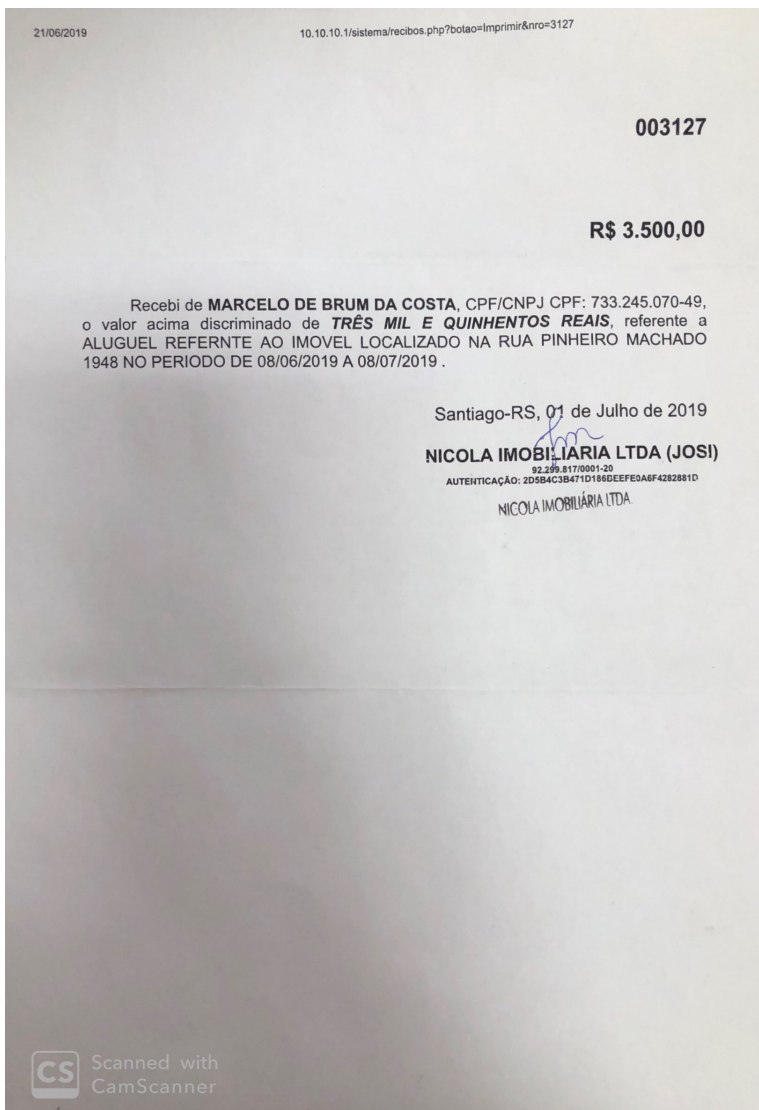 21/06/2019
10.10.10.1/sistema/recibos.php?botao=Imprimir&nro=3127
003127
R$ 3.500,00
Recebi de MARCELO DE BRUM DA COSTA, CPF/CNPJ CPF: 733.245.070-49,
o valor acima discriminado de TRÊS MIL E QUINHENTOS REAIS, referente a
ALUGUEL REFERNTE AO IMOVEL LOCALIZADO NA RUA PINHEIRO MACHADO
1948 NO PERIODO DE 08/06/2019 A 08/07/2019 .
Santiago-RS, 01 de Julho de 2019
NICOLA IMOBILIARIA LTDA (JOSI)
92.299.817/0001-20
AUTENTICAÇÃO: 2D5B4C3B471D186DEEFE0A6F4282881D
NICOLA IMOBILIÁRIA LTDA
CS Scanned with
CamScanner